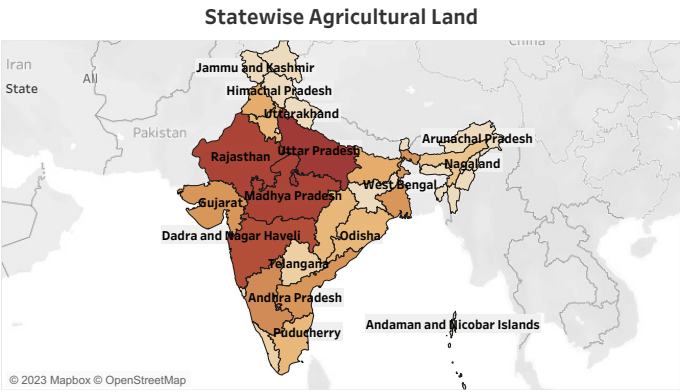 Statewise Agricultural Land
China
Iran
Jammu and Kashmir
All
State
Himachal Pradesh
Uttarakhand
Pakistan
Arunachal Pradesh
Uttar Pradesh
Rajasthan
Nagaland
West Bengal
Madhya Pradesh
Gujarat
Dadra and Nagar Haveli
Odisha
Telangana
Andhra Pradesh
Andaman and Nicobar Islands
Puducherry
© 2023 Mapbox © OpenStreetMap